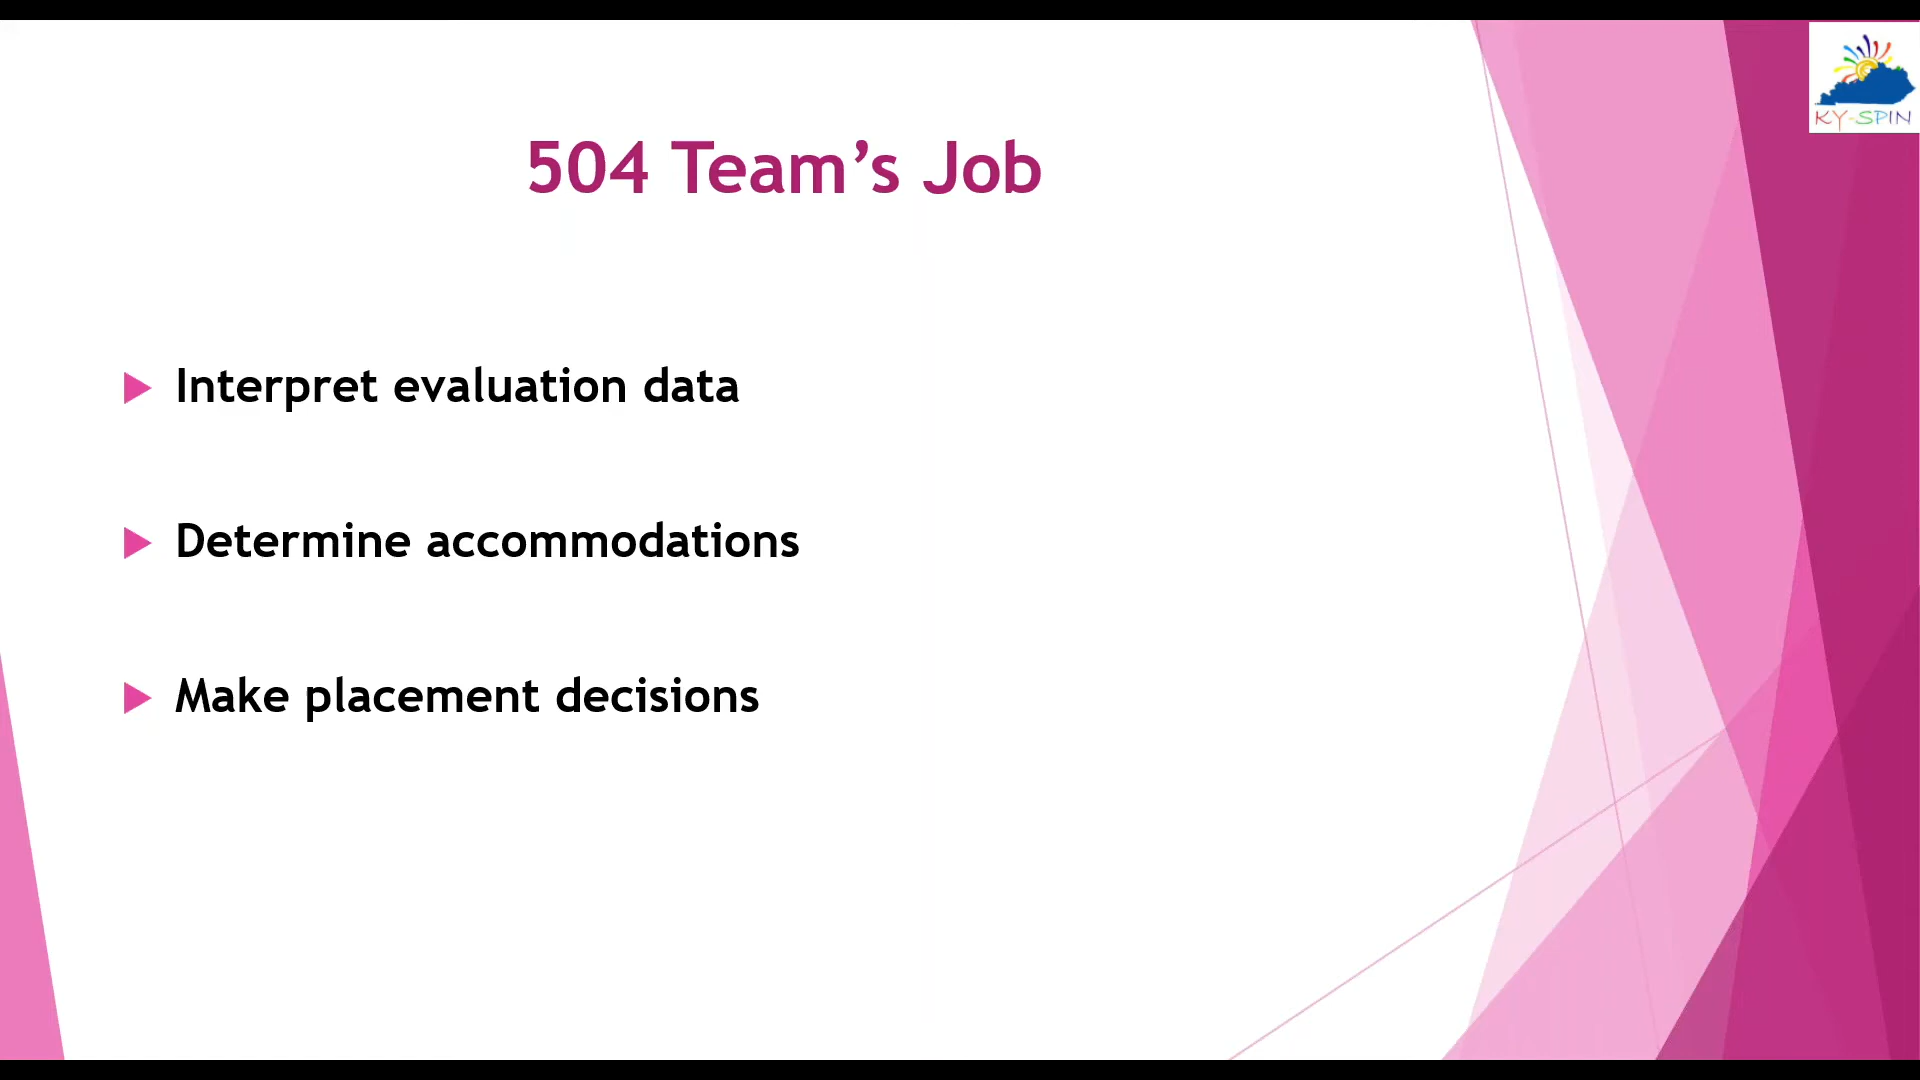 KY-SPIN
504 Team’s Job
Interpret evaluation data
Determine accommodations
Make placement decisions